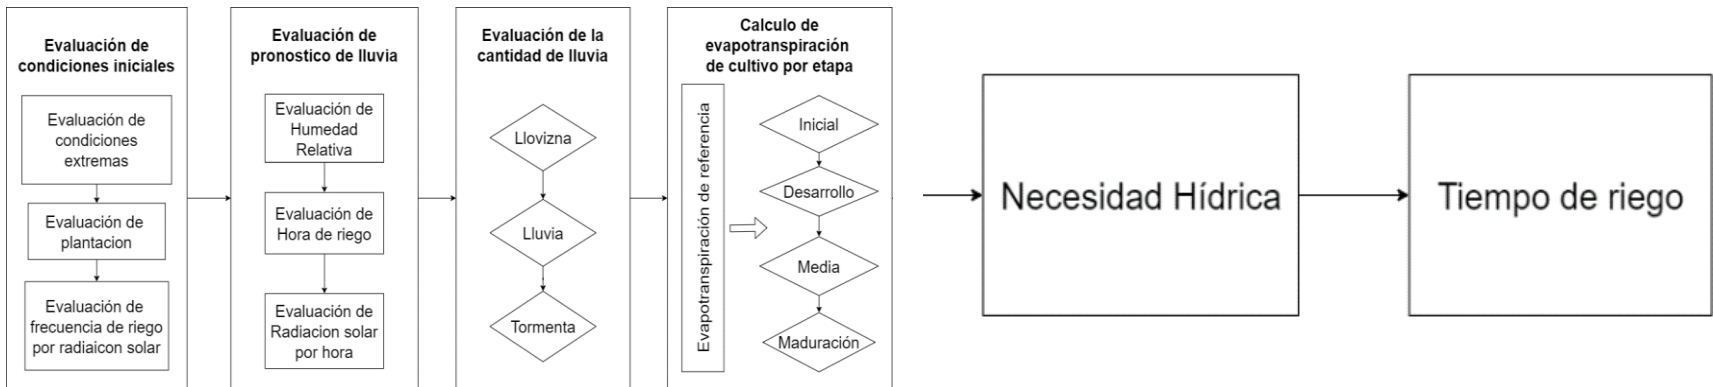 Evaluación de
condiciones iniciales
Evaluación de
condiciones
extremas
Evaluación de
plantacion
Evaluación de
frecuencia de riego
por radiaicon solar
Evaluación de
pronostico de lluvia
Evaluación de
Humedad
Relativa
Evaluación de
Hora de riego
Evaluación de
Radiacion solar
por hora
Evaluación de la
cantidad de lluvia
Llovizna
Lluvia
Tormenta
Calculo de
evapotranspiración
de cultivo por etapa
Evapotranspiración de referencia
Inicial
Desarrollo
Media
Maduración
Necesidad Hídrica
Tiempo de riego